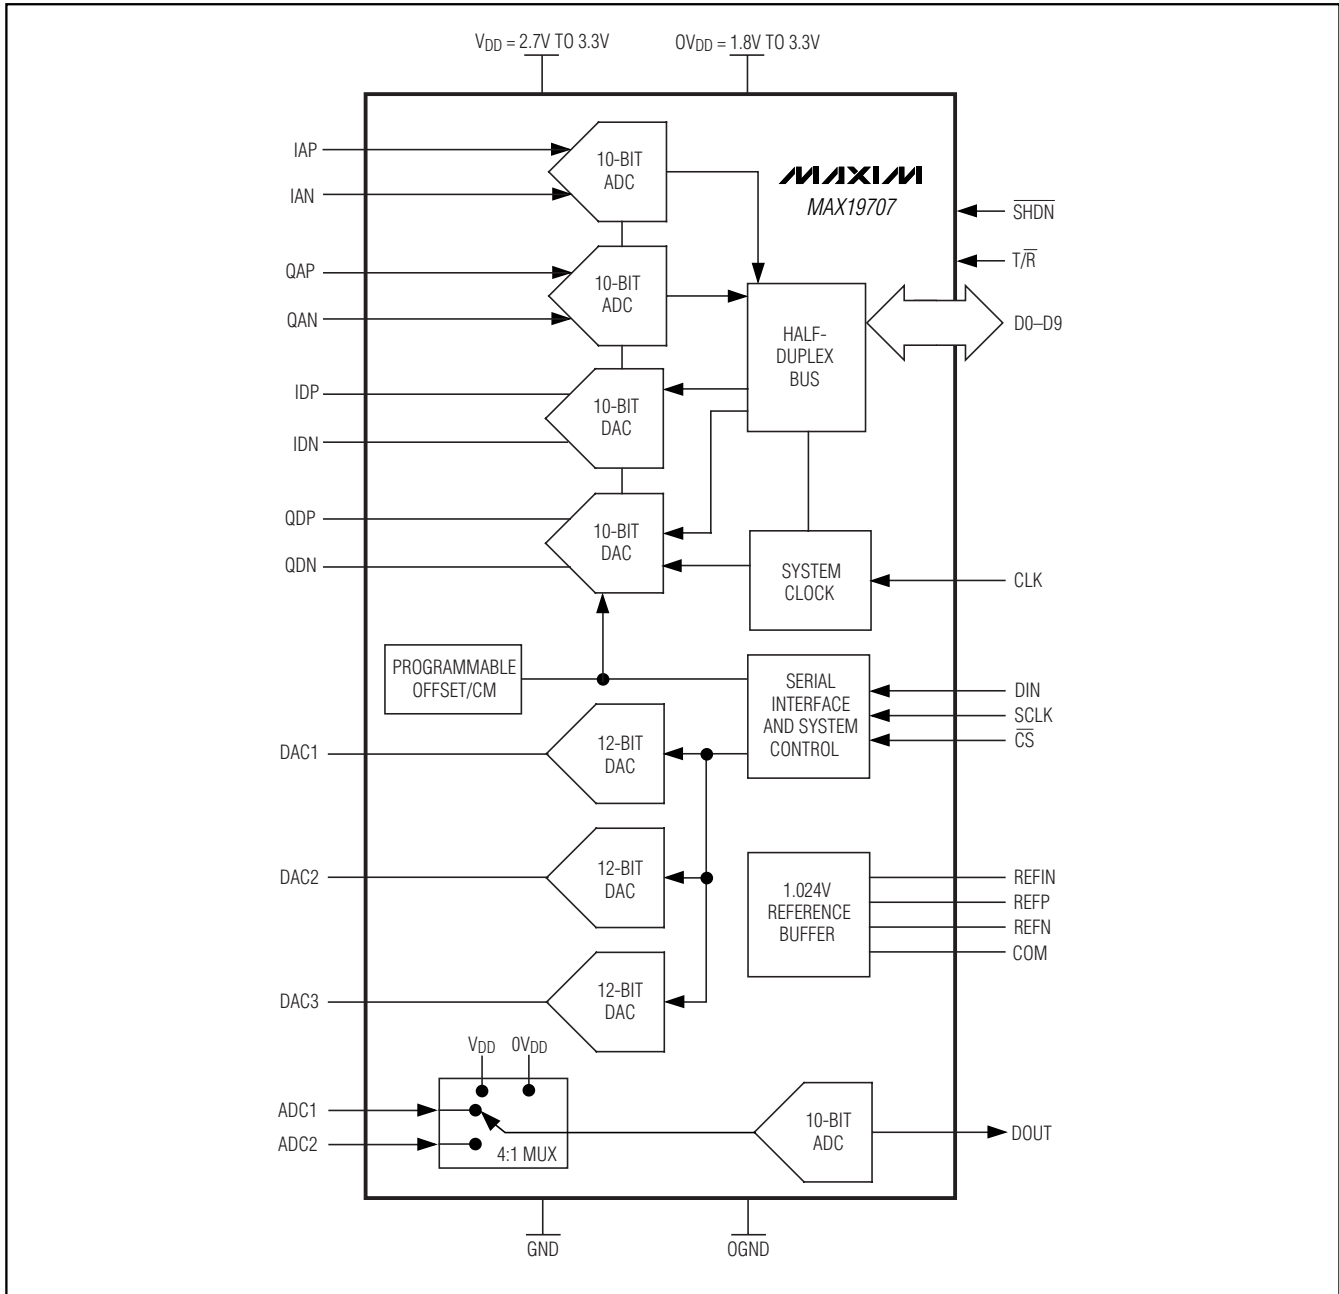 VDD = 2.7V TO 3.3V
OVDD = 1.8V TO 3.3V
IAP
IAN
10-BIT
ADC
MAXIM
MAX19707
SHDN
T/R
QAP
QAN
10-BIT
ADC
HALF-
DUPLEX
BUS
D0–D9
IDP
IDN
10-BIT
DAC
QDP
QDN
10-BIT
DAC
SYSTEM
CLOCK
CLK
PROGRAMMABLE
OFFSET/CM
SERIAL
INTERFACE
AND SYSTEM
CONTROL
DIN
SCLK
CS
DAC1
12-BIT
DAC
DAC2
12-BIT
DAC
1.024V
REFERENCE
BUFFER
REFIN
REFP
REFN
COM
DAC3
12-BIT
DAC
VDD
OVDD
ADC1
ADC2
4:1 MUX
10-BIT
ADC
DOUT
GND
OGND